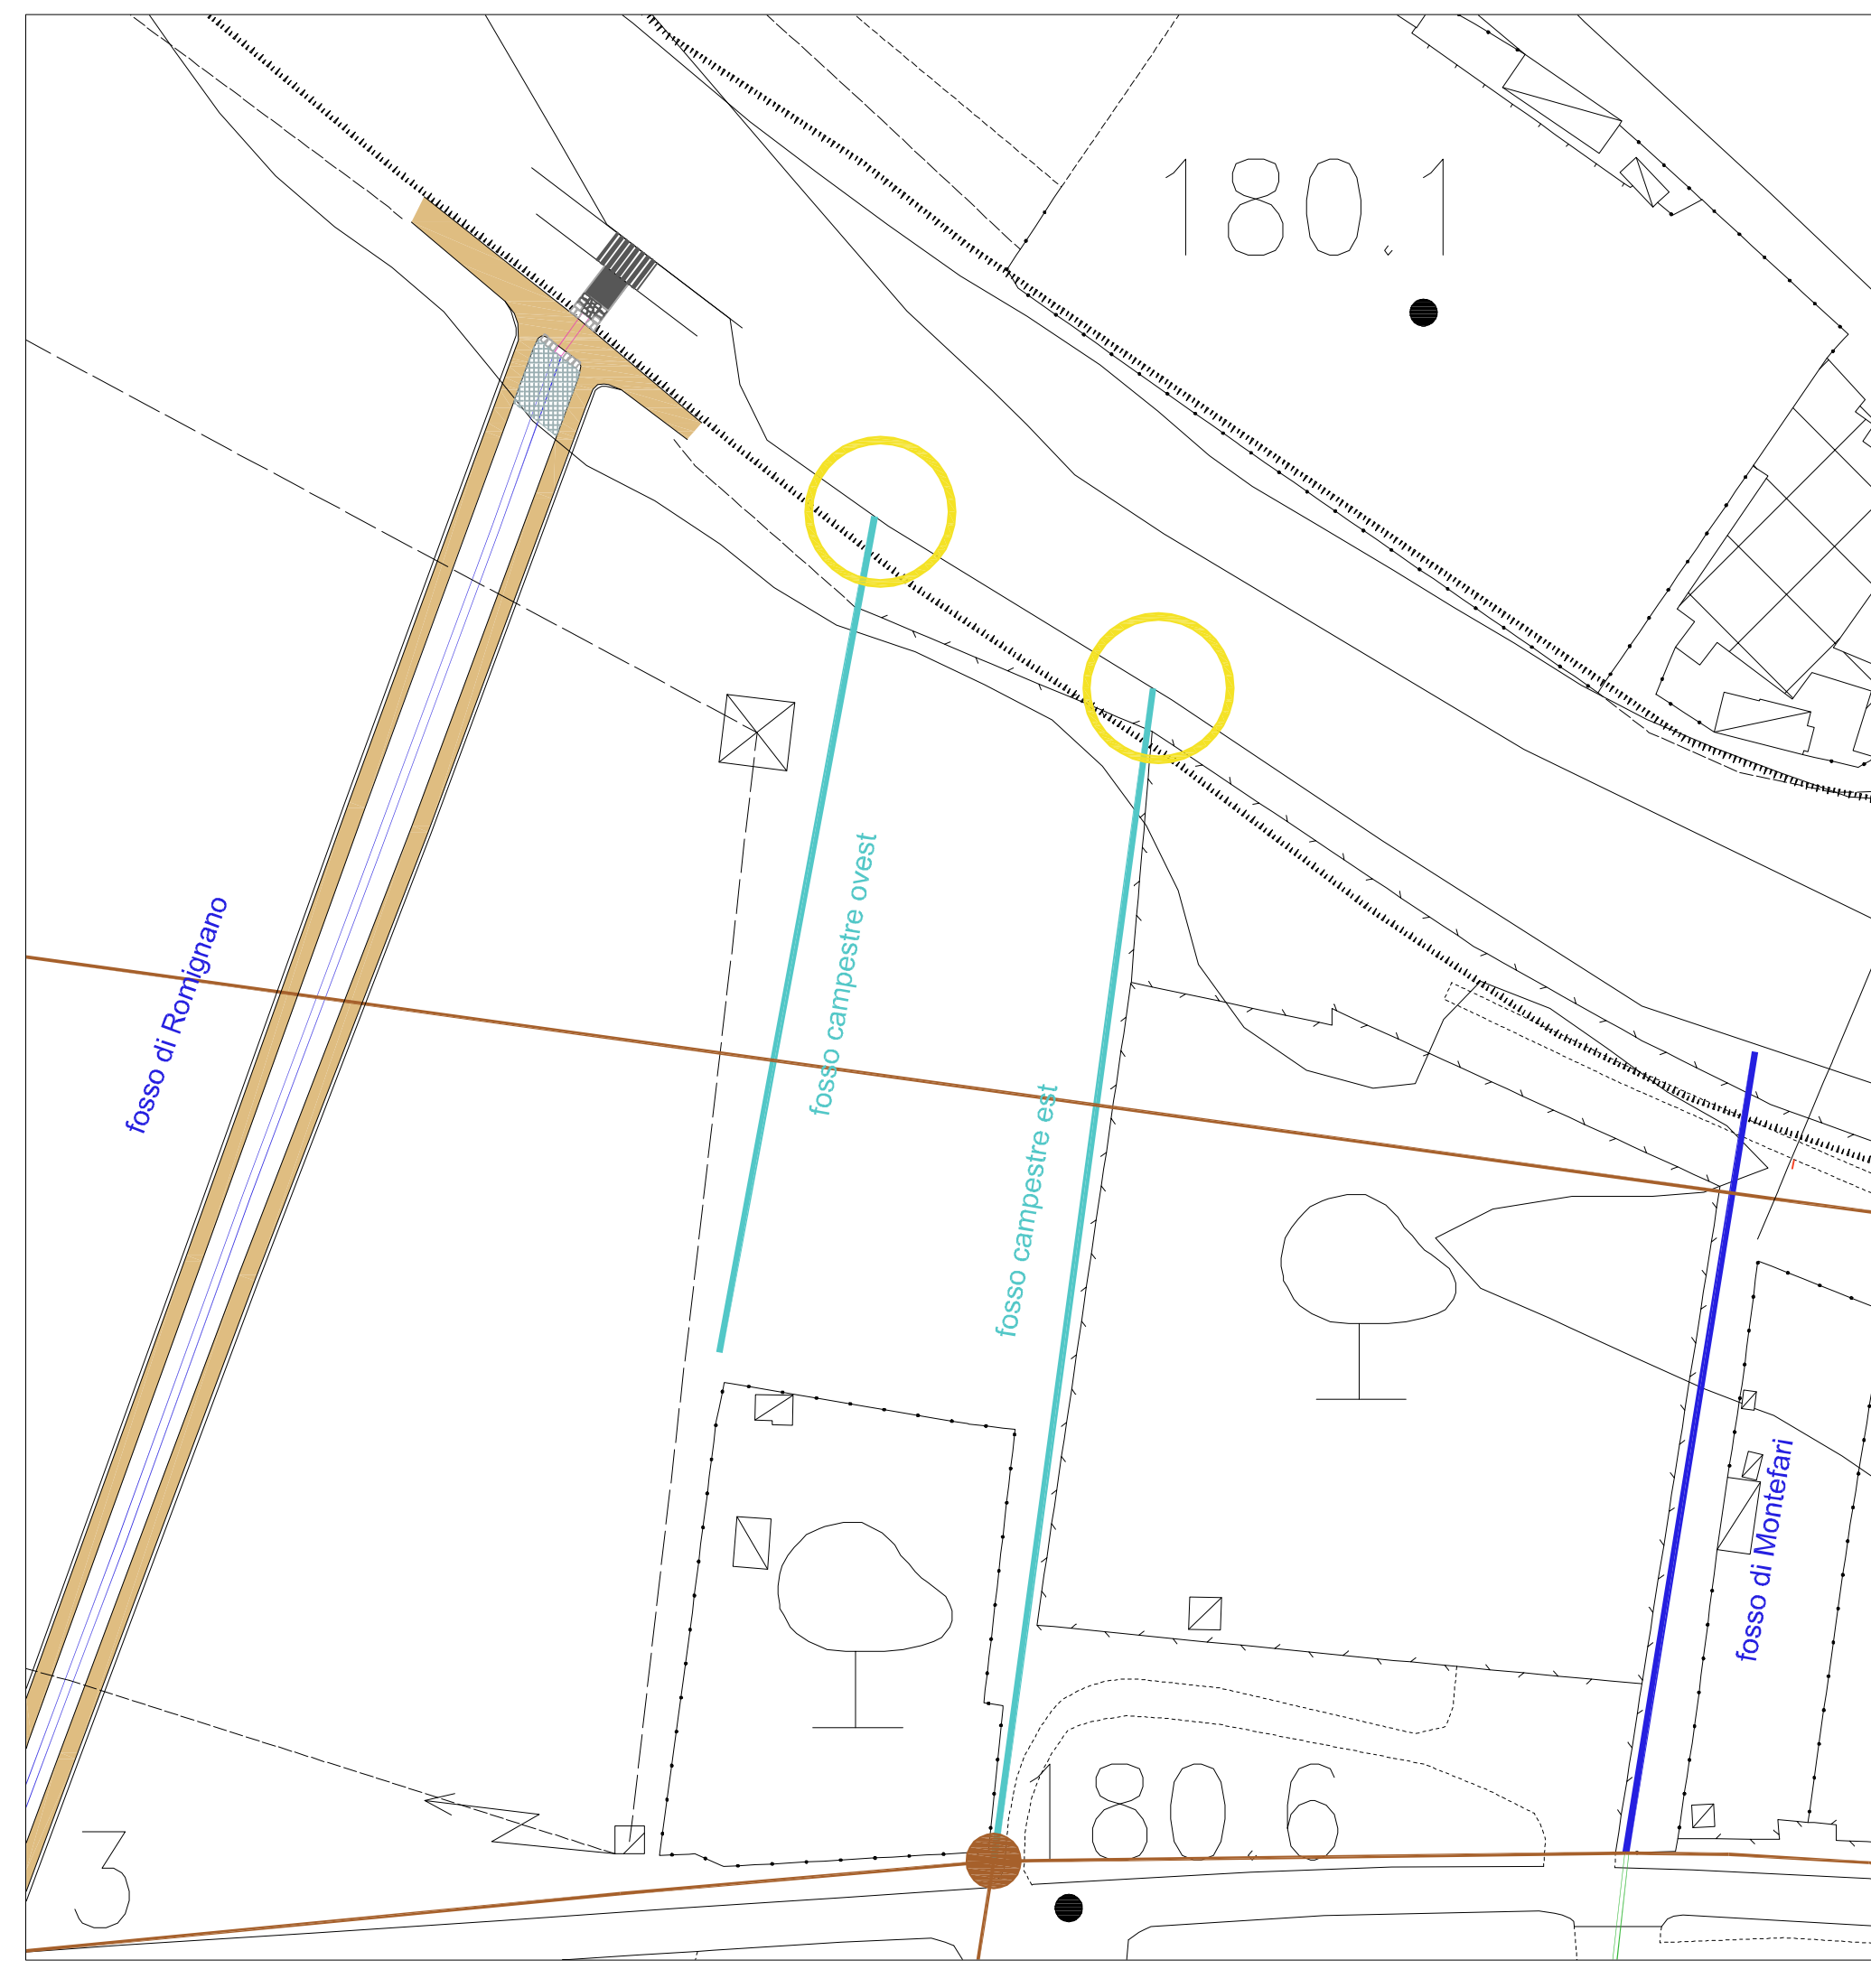 180.1
fosso di Romignano
fosso campestre ovest
fosso campestre est
fosso di Montefari
180.6
3